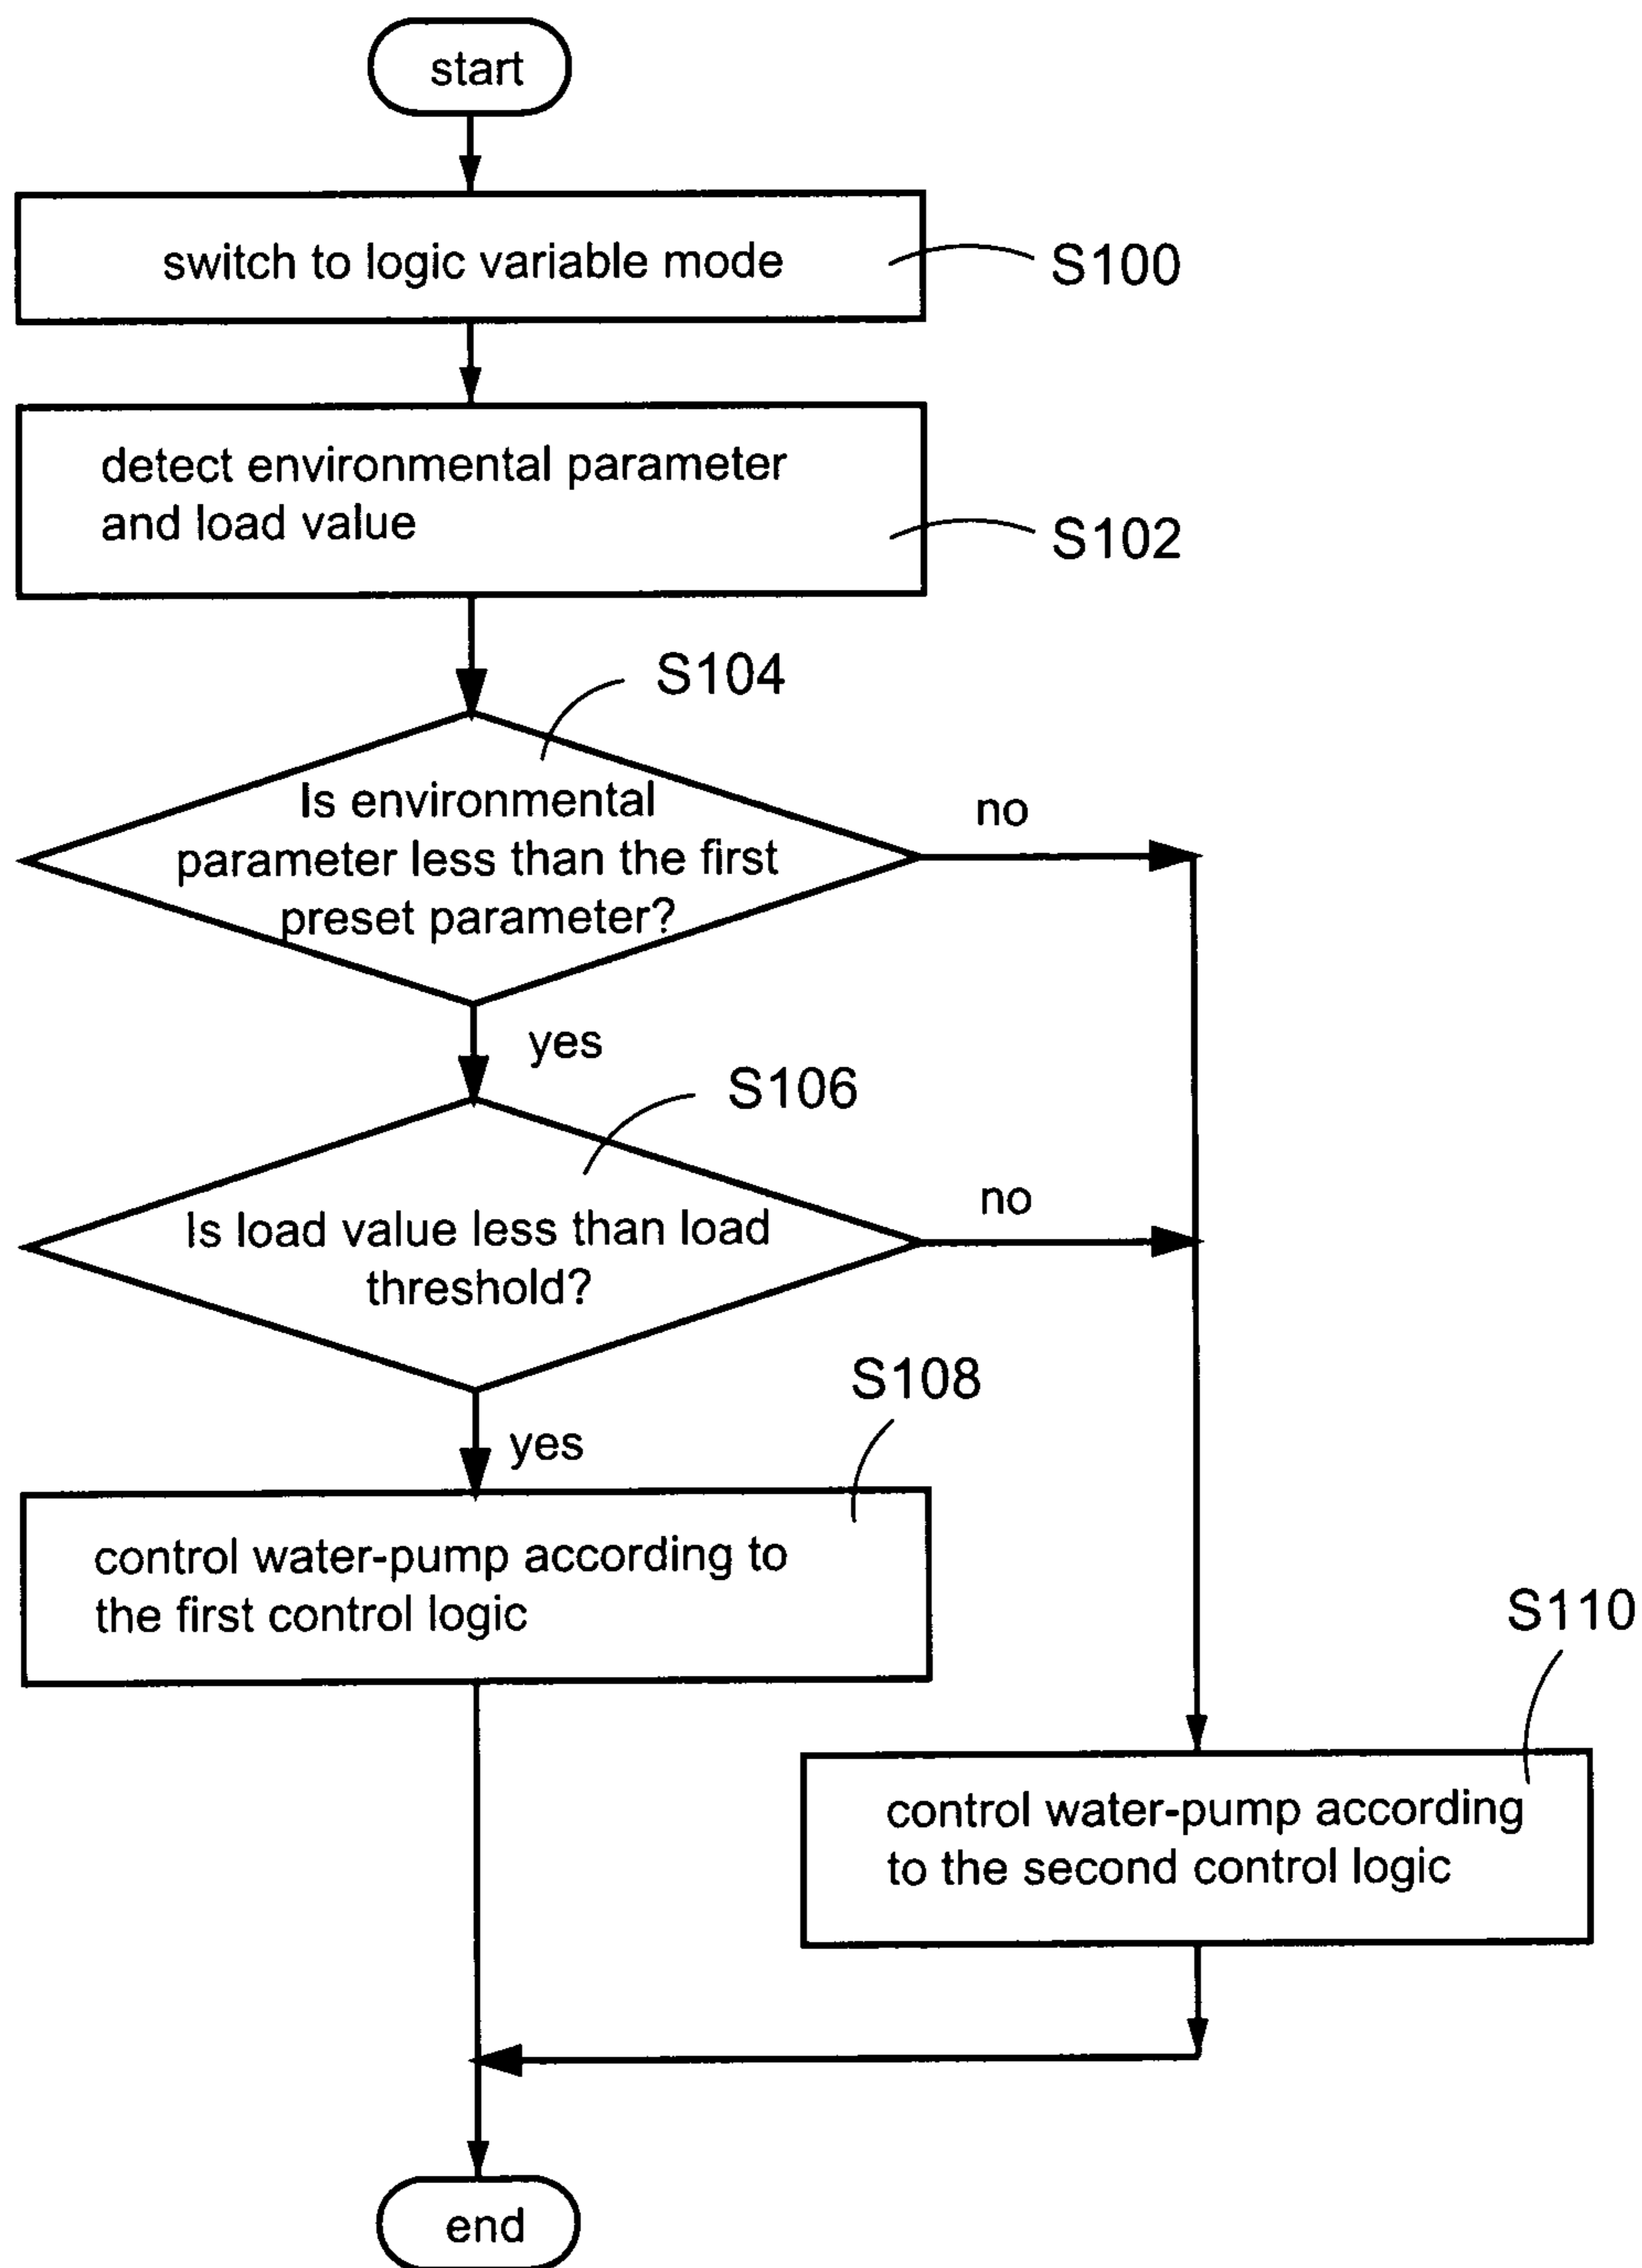 start
switch to logic variable mode
S100
detect environmental parameter
and load value
S102
S104
Is environmental
parameter less than the first
preset parameter?
no
yes
S106
Is load value less than load
threshold?
no
yes
S108
control water-pump according to
the first control logic
S110
control water-pump according
to the second control logic
end